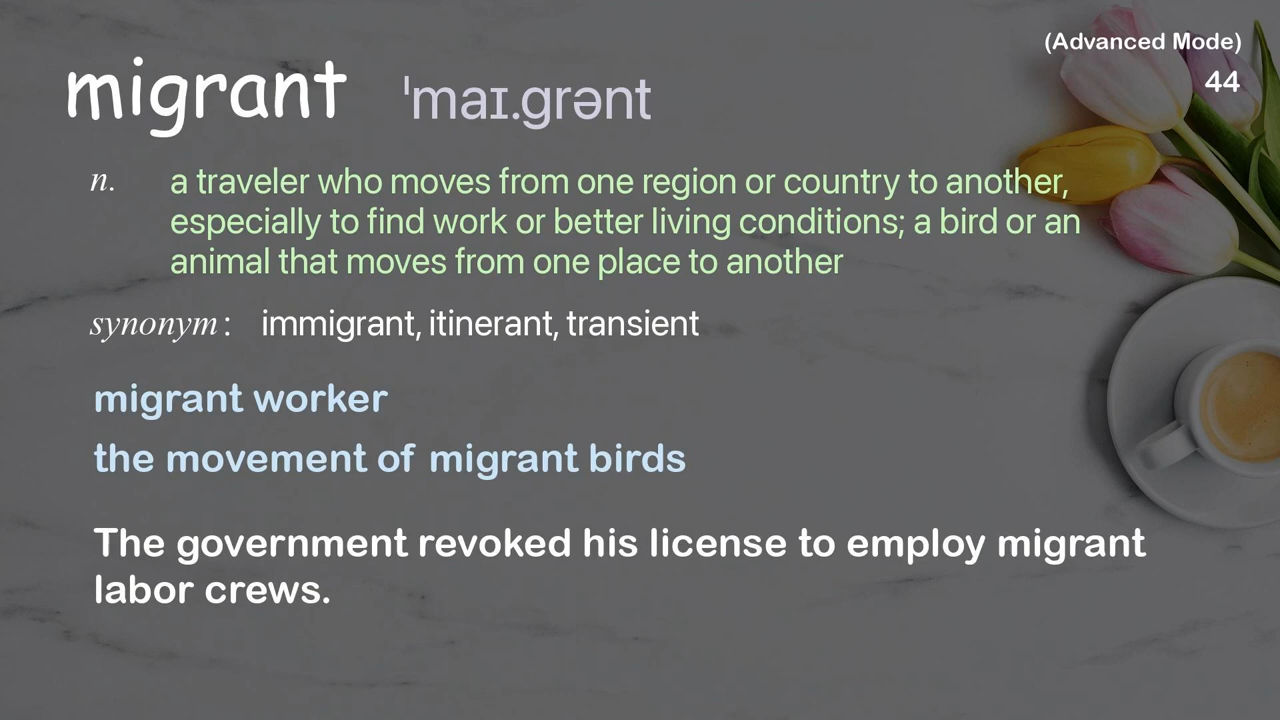 (Advanced Mode)
44
migrant ˈmaɪ.grənt
n. a traveler who moves from one region or country to another,
especially to find work or better living conditions; a bird or an
animal that moves from one place to another
synonym: immigrant, itinerant, transient
migrant worker
the movement of migrant birds
The government revoked his license to employ migrant
labor crews.